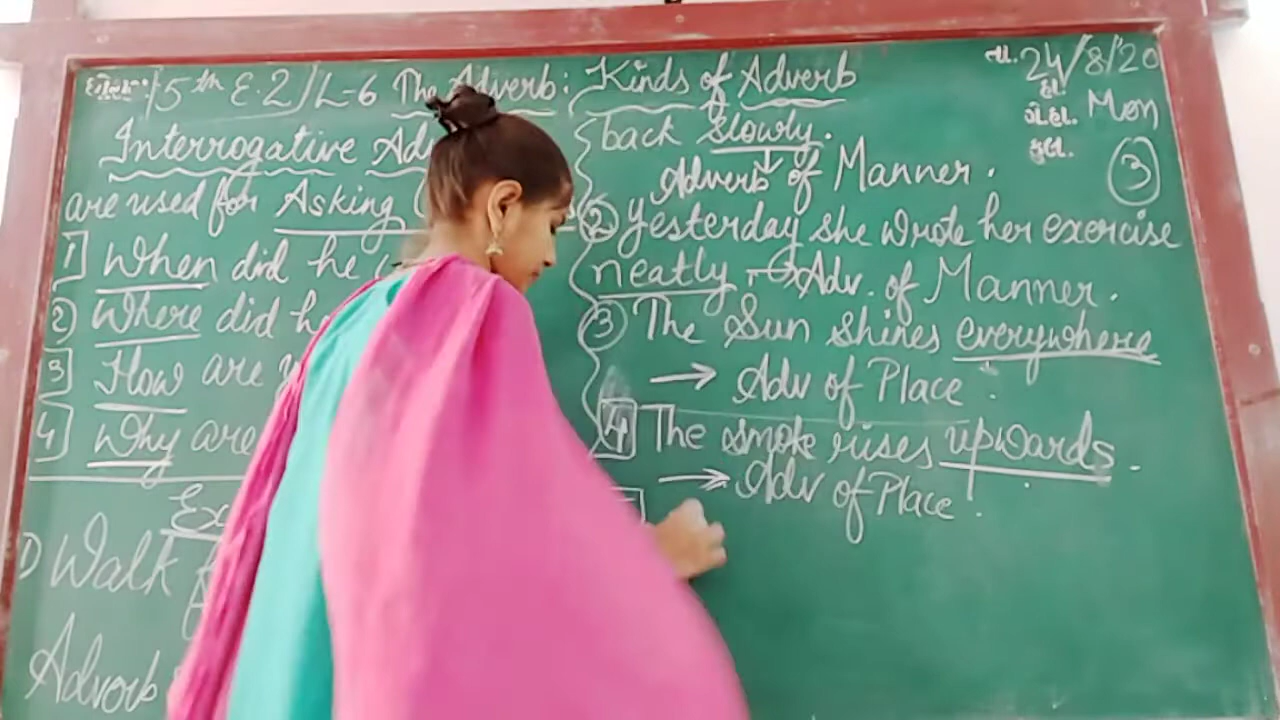 5th E.2 L-6 The Adverb : Kinds of Adverb
તા. 24/8/20
Mon
3
Interrogative Ad
are used for Asking
1] When did he
2) Where did h
3] How are
4] Why are
Ex
1) Walk
Adverb
back slowly.
Adverb of Manner.
② yesterday she wrote her exercise
neatly → Adv. of Manner.
③ The Sun shines everywhere
→ Adv of Place.
4 The smoke rises upwards.
→ Adv of Place.